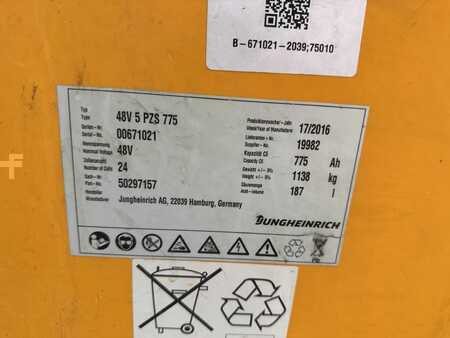 B-671021-2039;75010
Typ
Type
48V 5 PZS 775
Produktionswoche-Jahr
Week/Year of Manufacture
17/2016
Serien-Nr.
Serial-No.
00671021
Lieferanten-Nr.
Supplier-No.
19982
Nennspannung
Nominal Voltage
48V
Kapazität C5
Capacity C5
775 Ah
Zellenanzahl
Number of Cells
24
Gewicht +/- 5%
Weight +/- 5%
1138 kg
Sach-Nr.
Part-No.
50297157
Säuremenge
Acid-volume
187 l
Hersteller
Manufacturer
Jungheinrich AG, 22039 Hamburg, Germany
JUNGHEINRICH